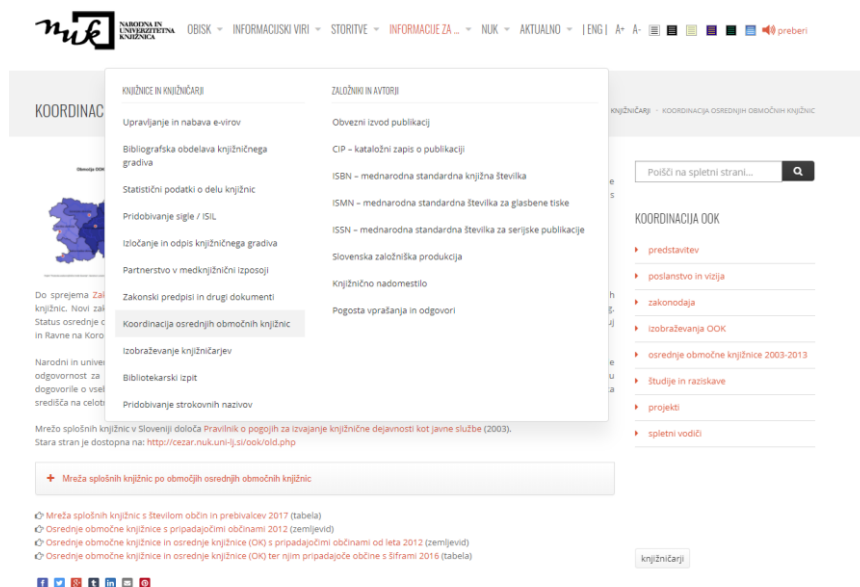 nuk NARODNA IN
UNIVERZITETNA
KNJIŽNICA
OBISK INFORMACIJSKI VIRI STORITVE INFORMACIJE ZA ... NUK AKTUALNO | ENG | A+ A- preberi
KOORDINAC
KNJIŽNIČARJI - KOORDINACIJA OSREDNJIH OBMOČNIH KNJIŽNIC
KNJIŽNICE IN KNJIŽNIČARJI
Upravljanje in nabava e-virov
Bibliografska obdelava knjižničnega
gradiva
Statistični podatki o delu knjižnic
Pridobivanje sigle / ISIL
Izločanje in odpis knjižničnega gradiva
Partnerstvo v medknjižnični izposoji
Zakonski predpisi in drugi dokumenti
Koordinacija osrednjih območnih knjižnic
Izobraževanje knjižničarjev
Bibliotekarski izpit
Pridobivanje strokovnih nazivov
ZALOŽNIKI IN AVTORJI
Obvezni izvod publikacij
CIP – kataložni zapis o publikaciji
ISBN – mednarodna standardna knjižna številka
ISMN – mednarodna standardna številka za glasbene tiske
ISSN – mednarodna standardna številka za serijske publikacije
Slovenska založniška produkcija
Knjižnično nadomestilo
Pogosta vprašanja in odgovori
Do sprejema Zal
knjižnic. Novi zak
Status osrednje o
in Ravne na Koro
Narodni in univer
odgovornost za
dogovorile o vsel
središča na celotr
Mrežo splošnih knjižnic v Sloveniji določa Pravilnik o pogojih za izvajanje knjižnične dejavnosti kot javne službe (2003).
Stara stran je dostopna na: http://cezar.nuk.uni-lj.si/ook/old.php
+ Mreža splošnih knjižnic po območjih osrednjih območnih knjižnic
Mreža splošnih knjižnic s številom občin in prebivalcev 2017 (tabela)
Osrednje območne knjižnice s pripadajočimi občinami 2012 (zemljevid)
Osrednje območne knjižnice in osrednje knjižnice (OK) s pripadajočimi občinami od leta 2012 (zemljevid)
Osrednje območne knjižnice in osrednje knjižnice (OK) ter njim pripadajoče občine s šiframi 2016 (tabela)
Poišči na spletni strani...
KOORDINACIJA OOK
predstavitev
poslanstvo in vizija
zakonodaja
izobraževanja OOK
osrednje območne knjižnice 2003-2013
študije in raziskave
projekti
spletni vodiči
knjižničarji